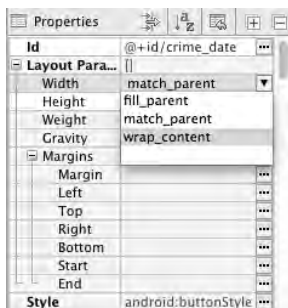 Properties
Id @+id/crime_date ...
Layout Para... []
Width match_parent
Height fill_parent
Weight match_parent
Gravity wrap_content
Margins
Margin ...
Left ...
Top ...
Right ...
Bottom ...
Start ...
End ...
Style android:buttonStyle ...